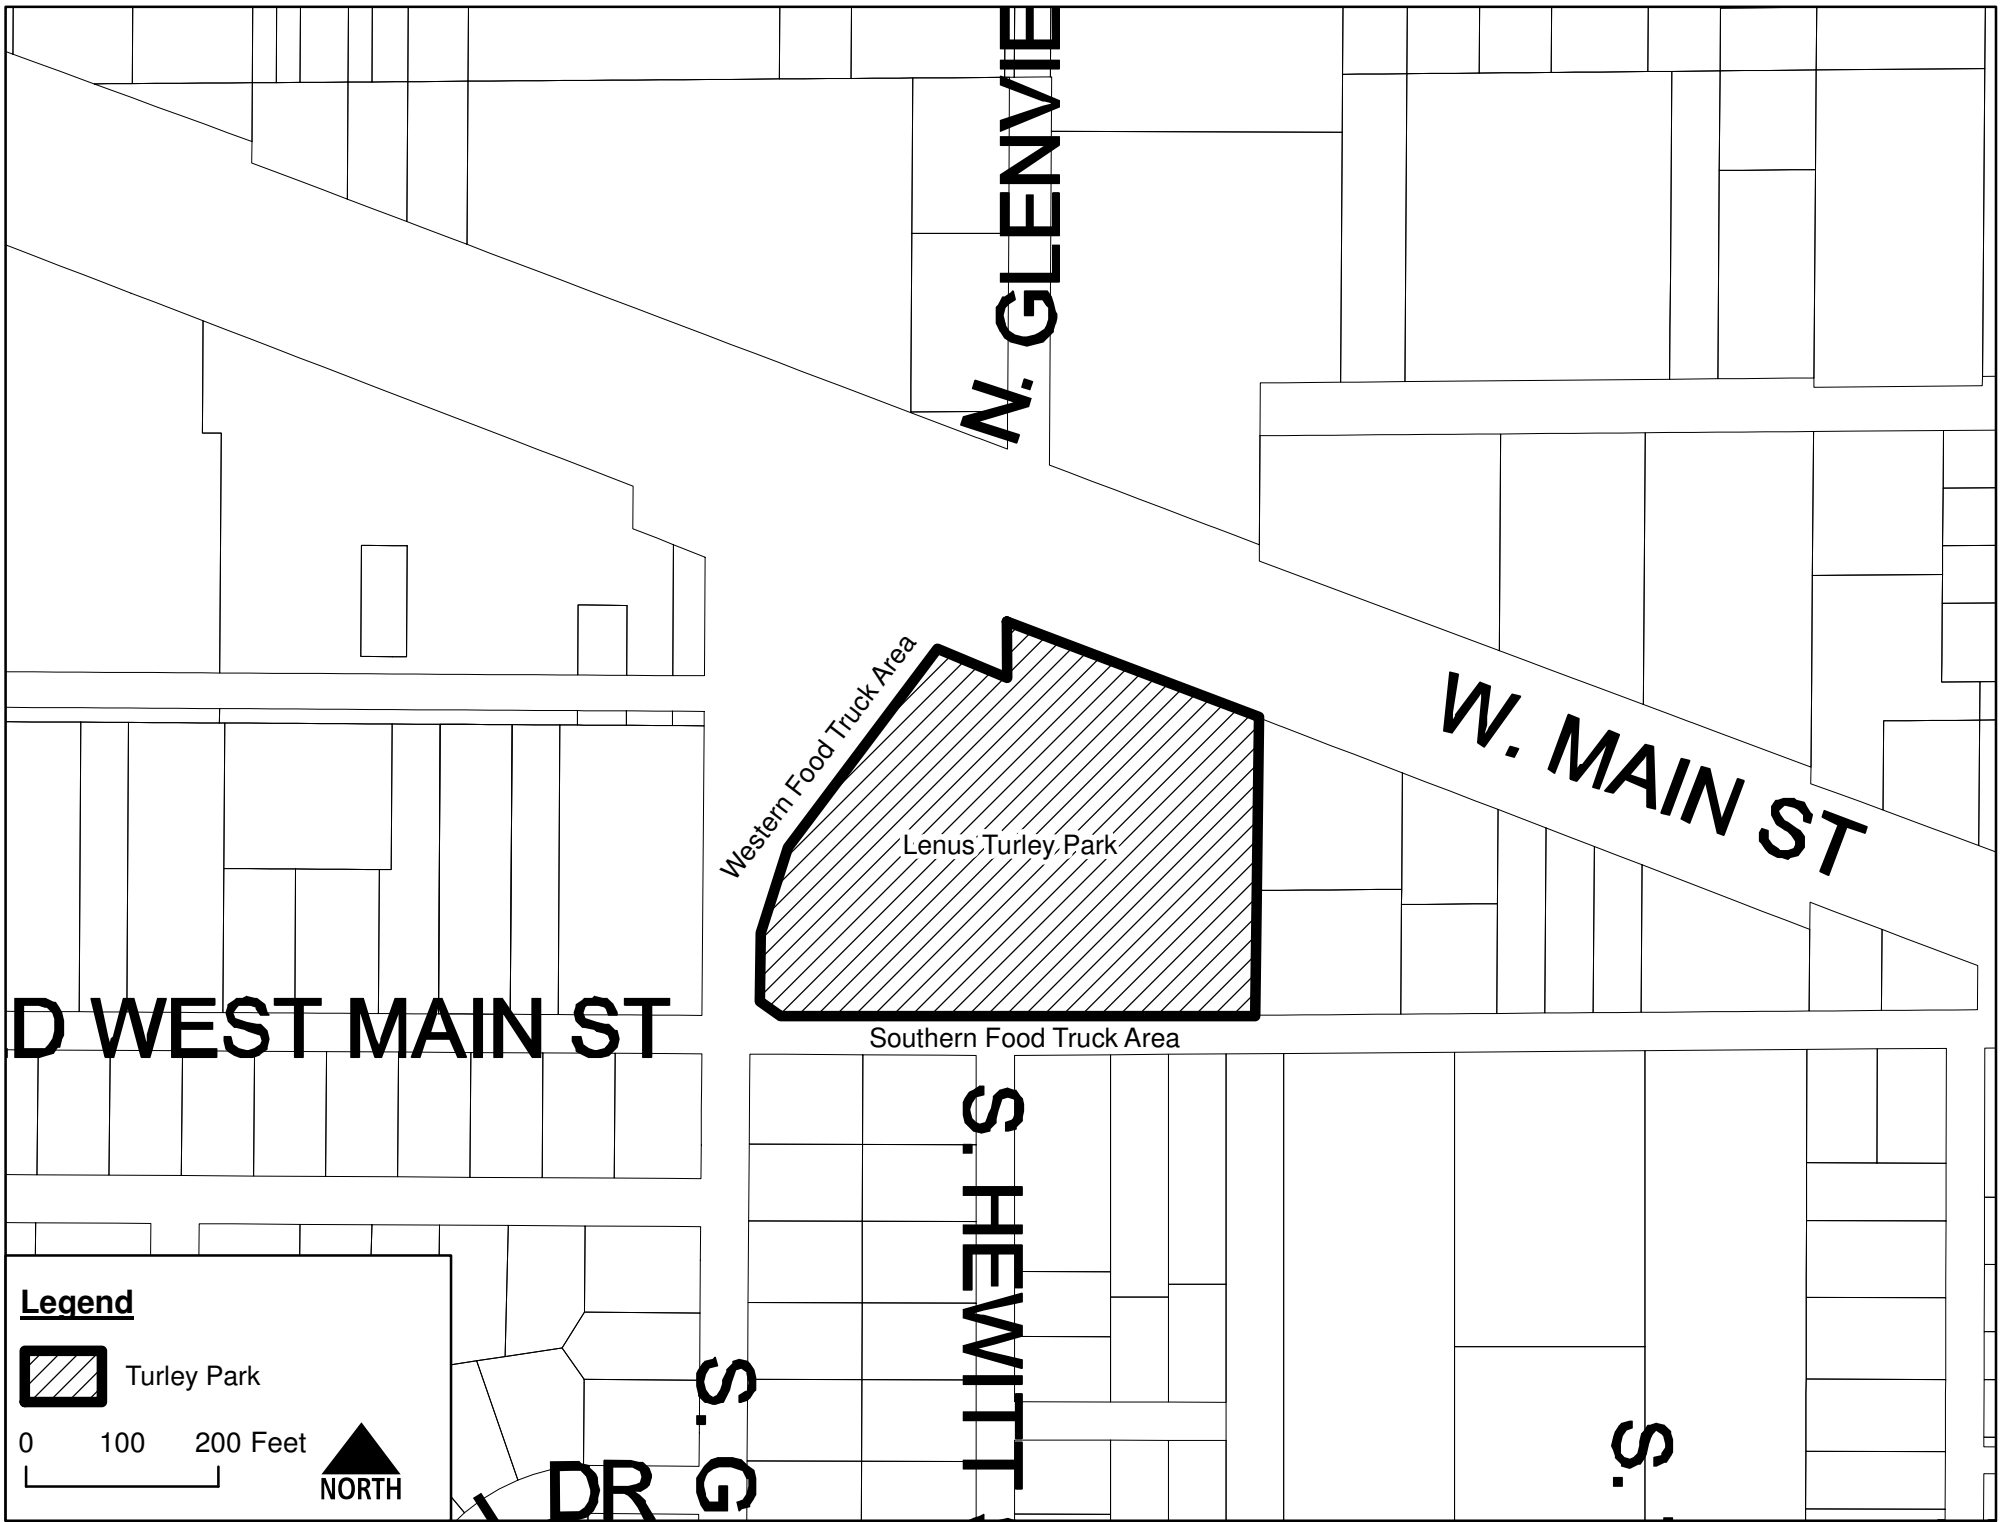 N. GLENVIE
W. MAIN ST
Western Food Truck Area
Lenus Turley Park
D WEST MAIN ST
Southern Food Truck Area
S. HEWITT
S. G
S.
DR
Legend
Turley Park
0 100 200 Feet
NORTH